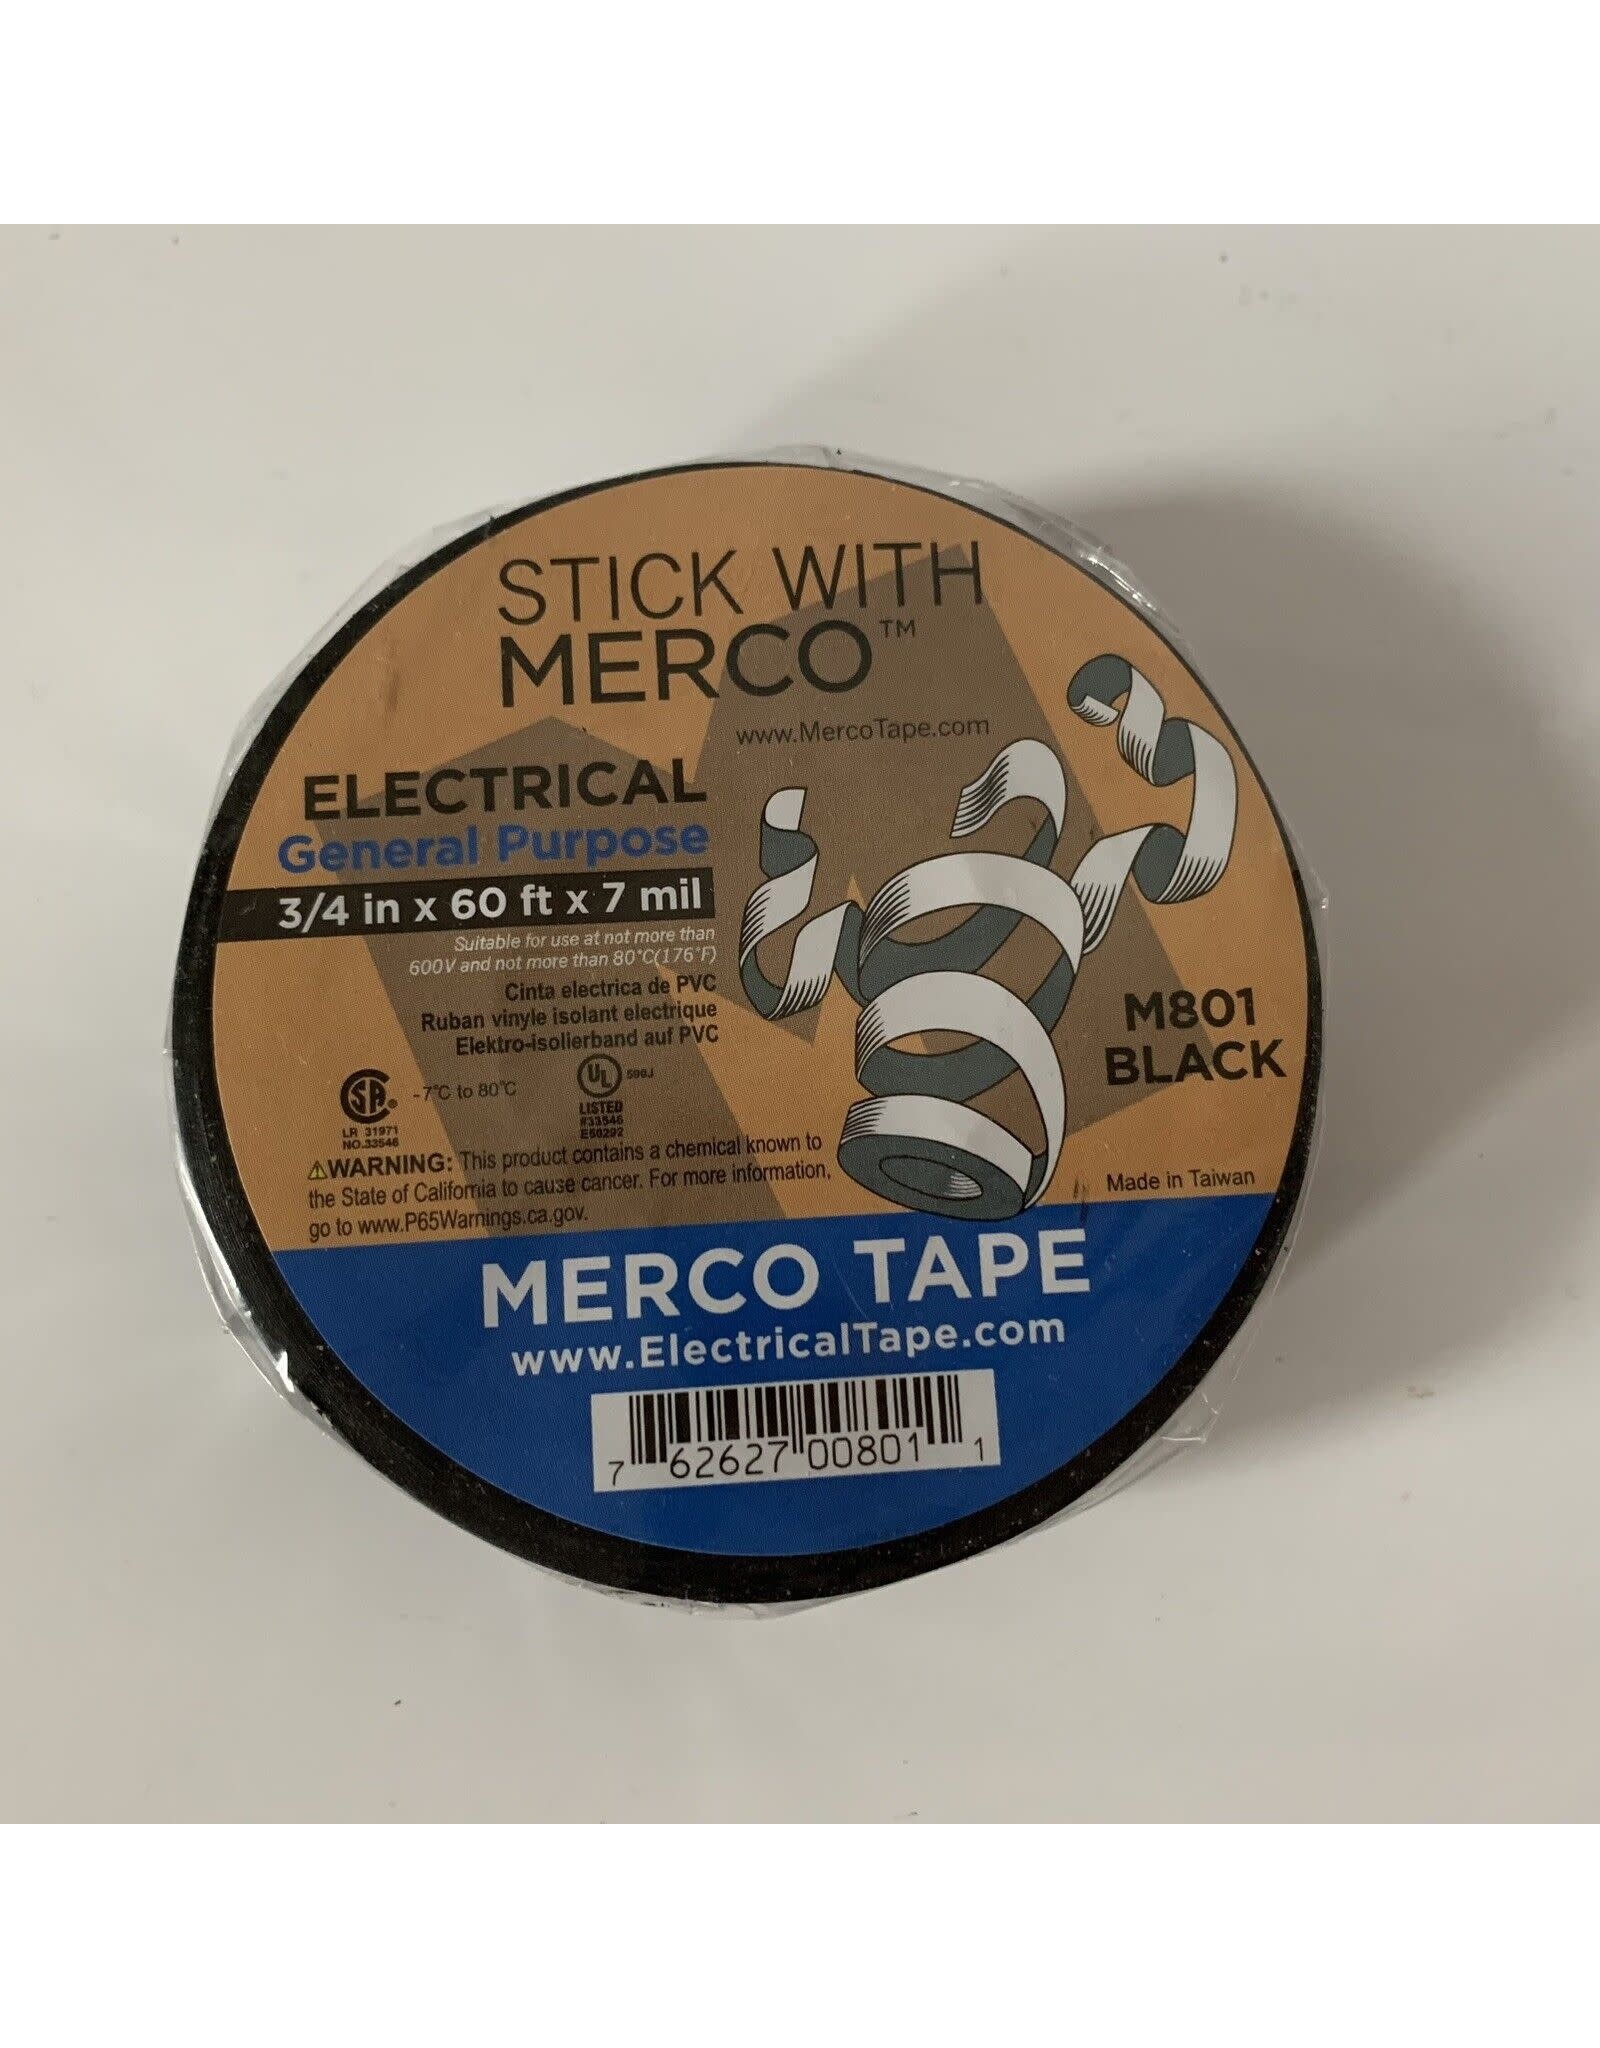 STICK WITH
MERCO™
www.MercoTape.com
ELECTRICAL
General Purpose
3/4 in x 60 ft x 7 mil
Suitable for use at not more than
600V and not more than 80°C(176°F)
Cinta electrica de PVC
Ruban vinyle isolant electrique
Elektro-isolierband auf PVC
M801
BLACK
SA®
-7°C to 80°C
LR 31971
NO.33546
UL 590J
LISTED
#33546
E50292
⚠WARNING: This product contains a chemical known to
the State of California to cause cancer. For more information,
go to www.P65Warnings.ca.gov.
Made in Taiwan
MERCO TAPE
www.ElectricalTape.com
7 62627 00801 1